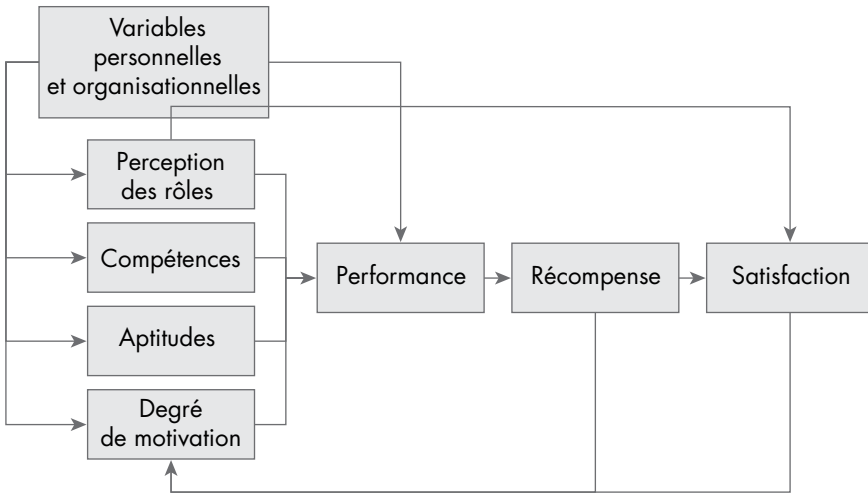 Variables
personnelles
et organisationnelles
Perception
des rôles
Compétences
Performance
Récompense
Satisfaction
Aptitudes
Degré
de motivation